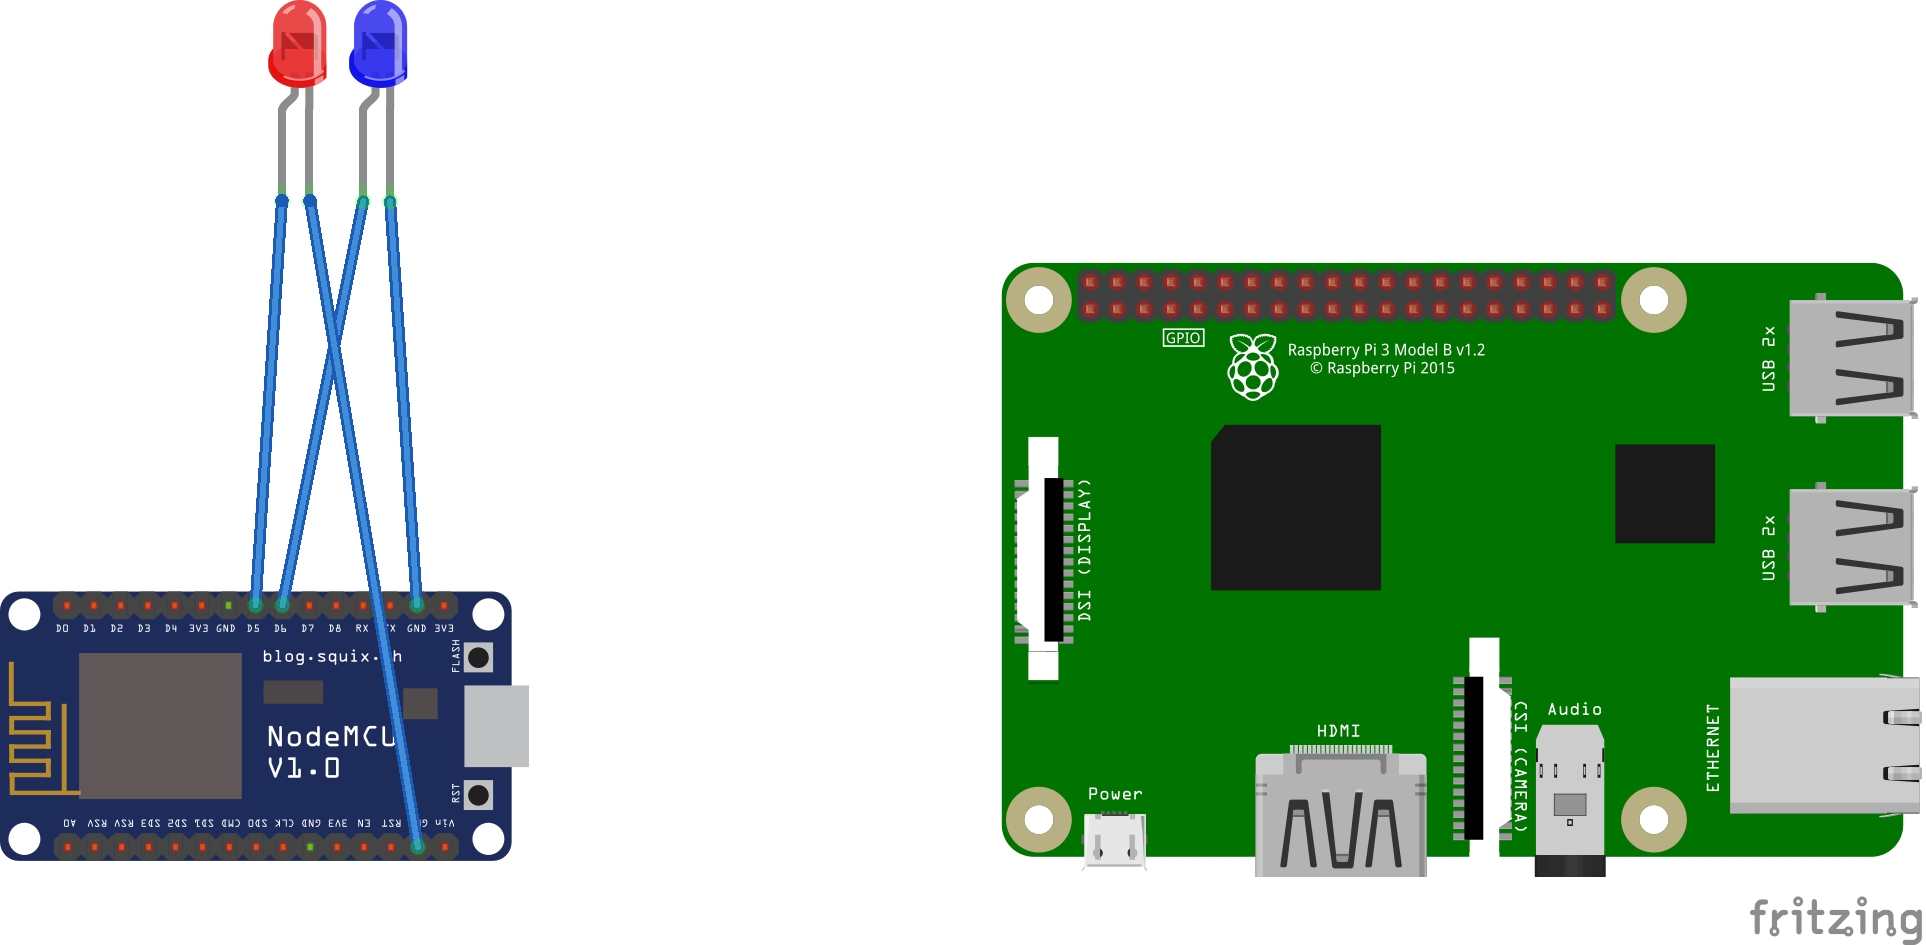 GPIO
Raspberry Pi 3 Model B v1.2
© Raspberry Pi 2015
USB 2x
DSI (DISPLAY)
USB 2x
D0 D1 D2 D3 D4 3V3 GND D5 D6 D7 D8 RX GND 3V3
blog.squix.
FLASH
NodeMCU
V1.0
RST
A0 RSV RSV SD3 SD2 SD1 CMD SD0 CLK GND 3V3 EN RST Vin
HDMI
CSI (CAMERA)
Audio
ETHERNET
Power
fritzing